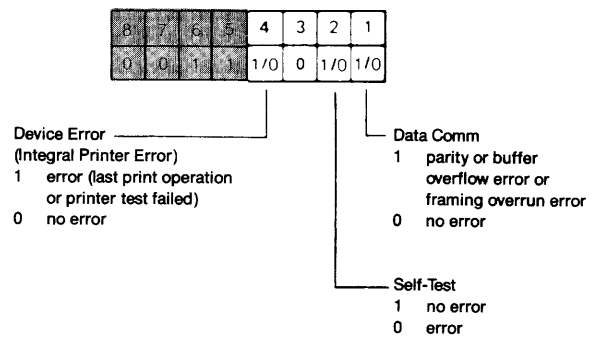 8 7 6 5 4 3 2 1
0 0 1 1 1/0 0 1/0 1/0
Device Error
(Integral Printer Error)
1 error (last print operation
or printer test failed)
0 no error
Data Comm
1 parity or buffer
overflow error or
framing overrun error
0 no error
Self-Test
1 no error
0 error